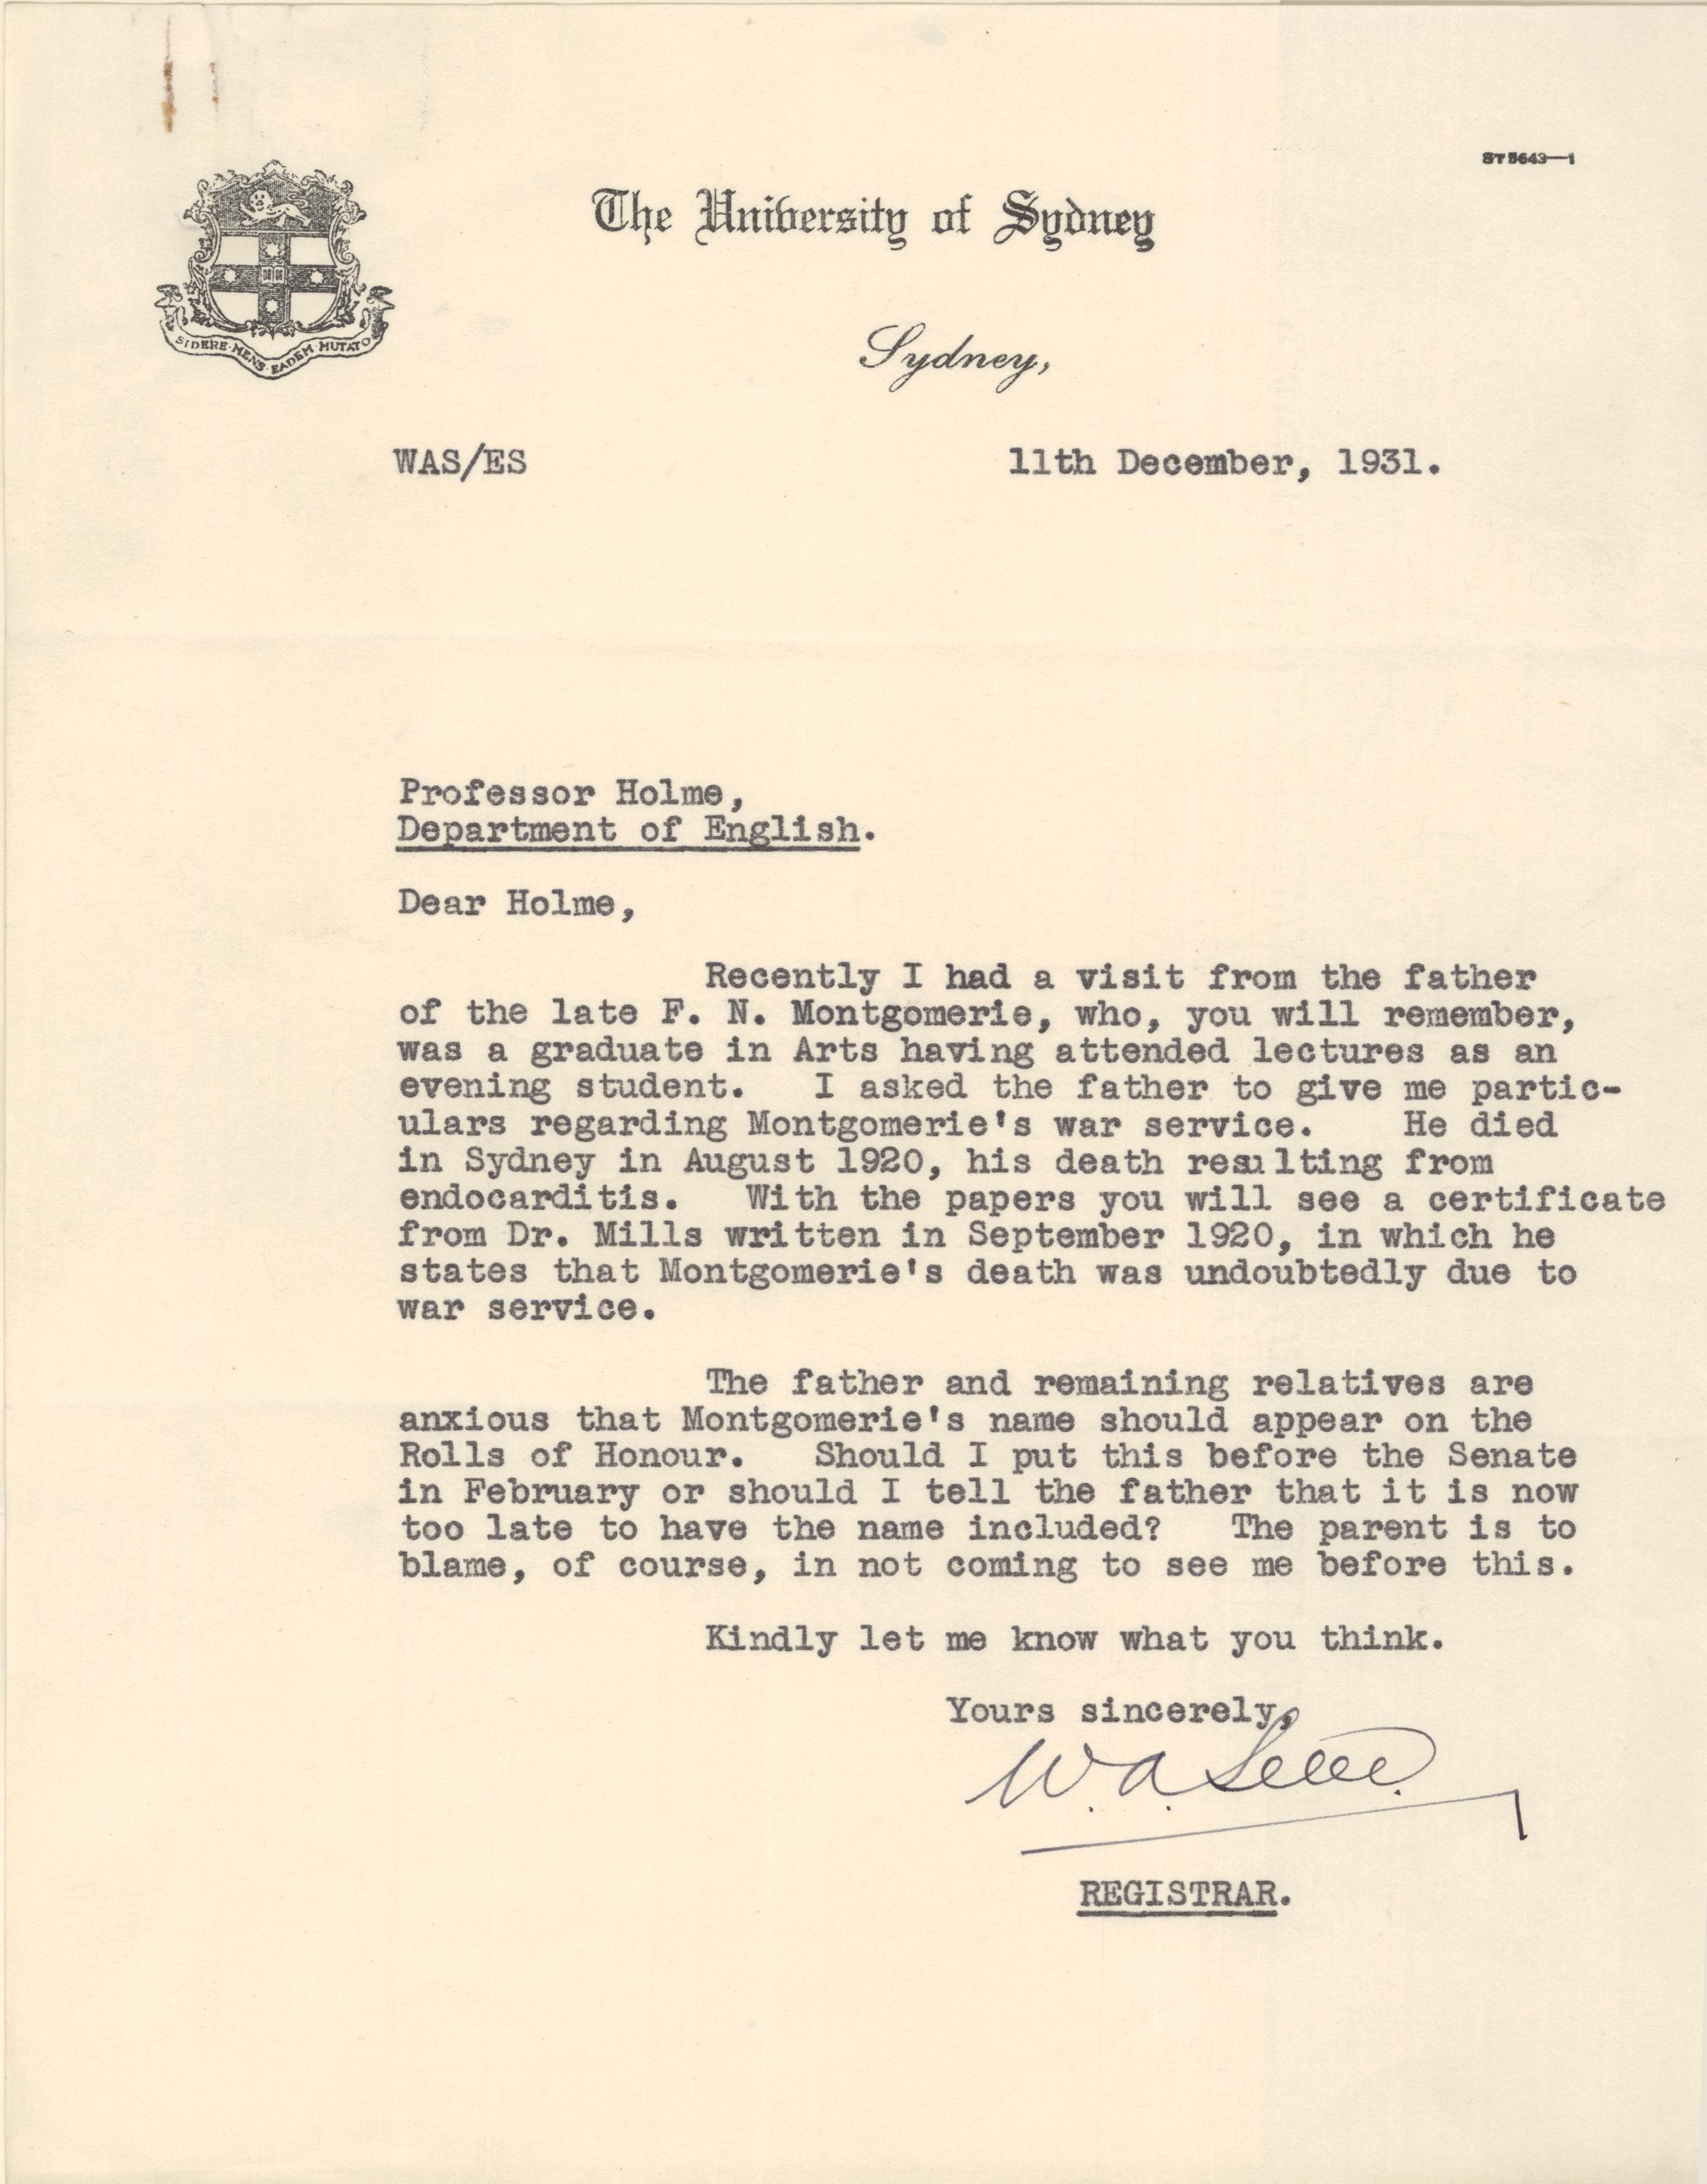 ST 5643—1
The University of Sydney
SIDERE·MENS·EADEM·MUTATO
Sydney,
WAS/ES 11th December, 1931.
Professor Holme,
Department of English.
Dear Holme,
Recently I had a visit from the father
of the late F. N. Montgomerie, who, you will remember,
was a graduate in Arts having attended lectures as an
evening student. I asked the father to give me partic-
ulars regarding Montgomerie's war service. He died
in Sydney in August 1920, his death resulting from
endocarditis. With the papers you will see a certificate
from Dr. Mills written in September 1920, in which he
states that Montgomerie's death was undoubtedly due to
war service.
The father and remaining relatives are
anxious that Montgomerie's name should appear on the
Rolls of Honour. Should I put this before the Senate
in February or should I tell the father that it is now
too late to have the name included? The parent is to
blame, of course, in not coming to see me before this.
Kindly let me know what you think.
Yours sincerely,
W. A. Selle.
REGISTRAR.